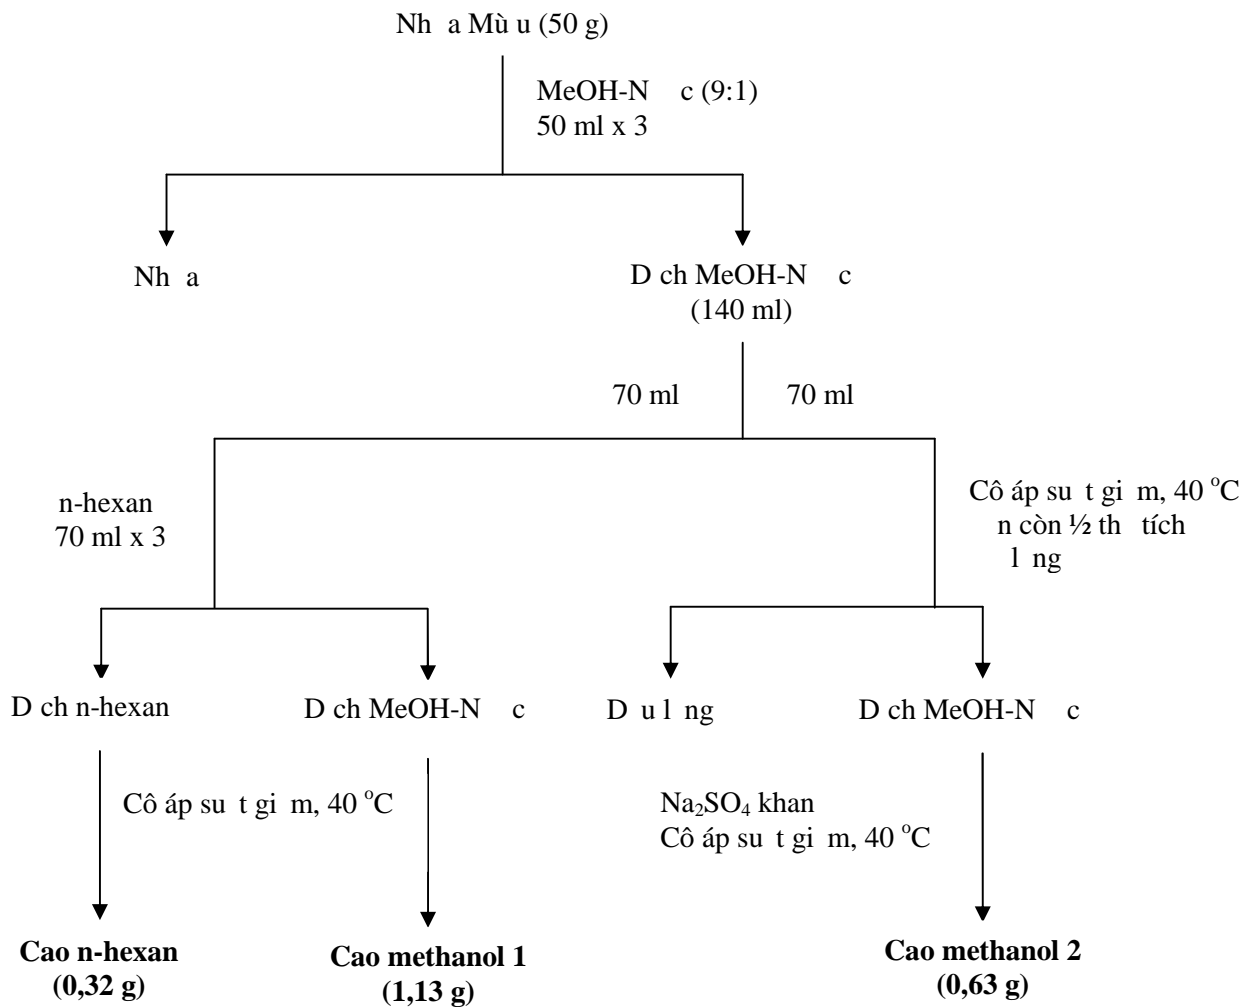 Nh a Mù u (50 g)
MeOH-N c (9:1)
50 ml x 3
Nh a
D ch MeOH-N c
(140 ml)
70 ml
70 ml
n-hexan
70 ml x 3
Cô áp su t gi m, 40 °C
n còn ½ th tích
l ng
D ch n-hexan
D ch MeOH-N c
D u l ng
D ch MeOH-N c
Cô áp su t gi m, 40 °C
Na₂SO₄ khan
Cô áp su t gi m, 40 °C
Cao n-hexan
(0,32 g)
Cao methanol 1
(1,13 g)
Cao methanol 2
(0,63 g)